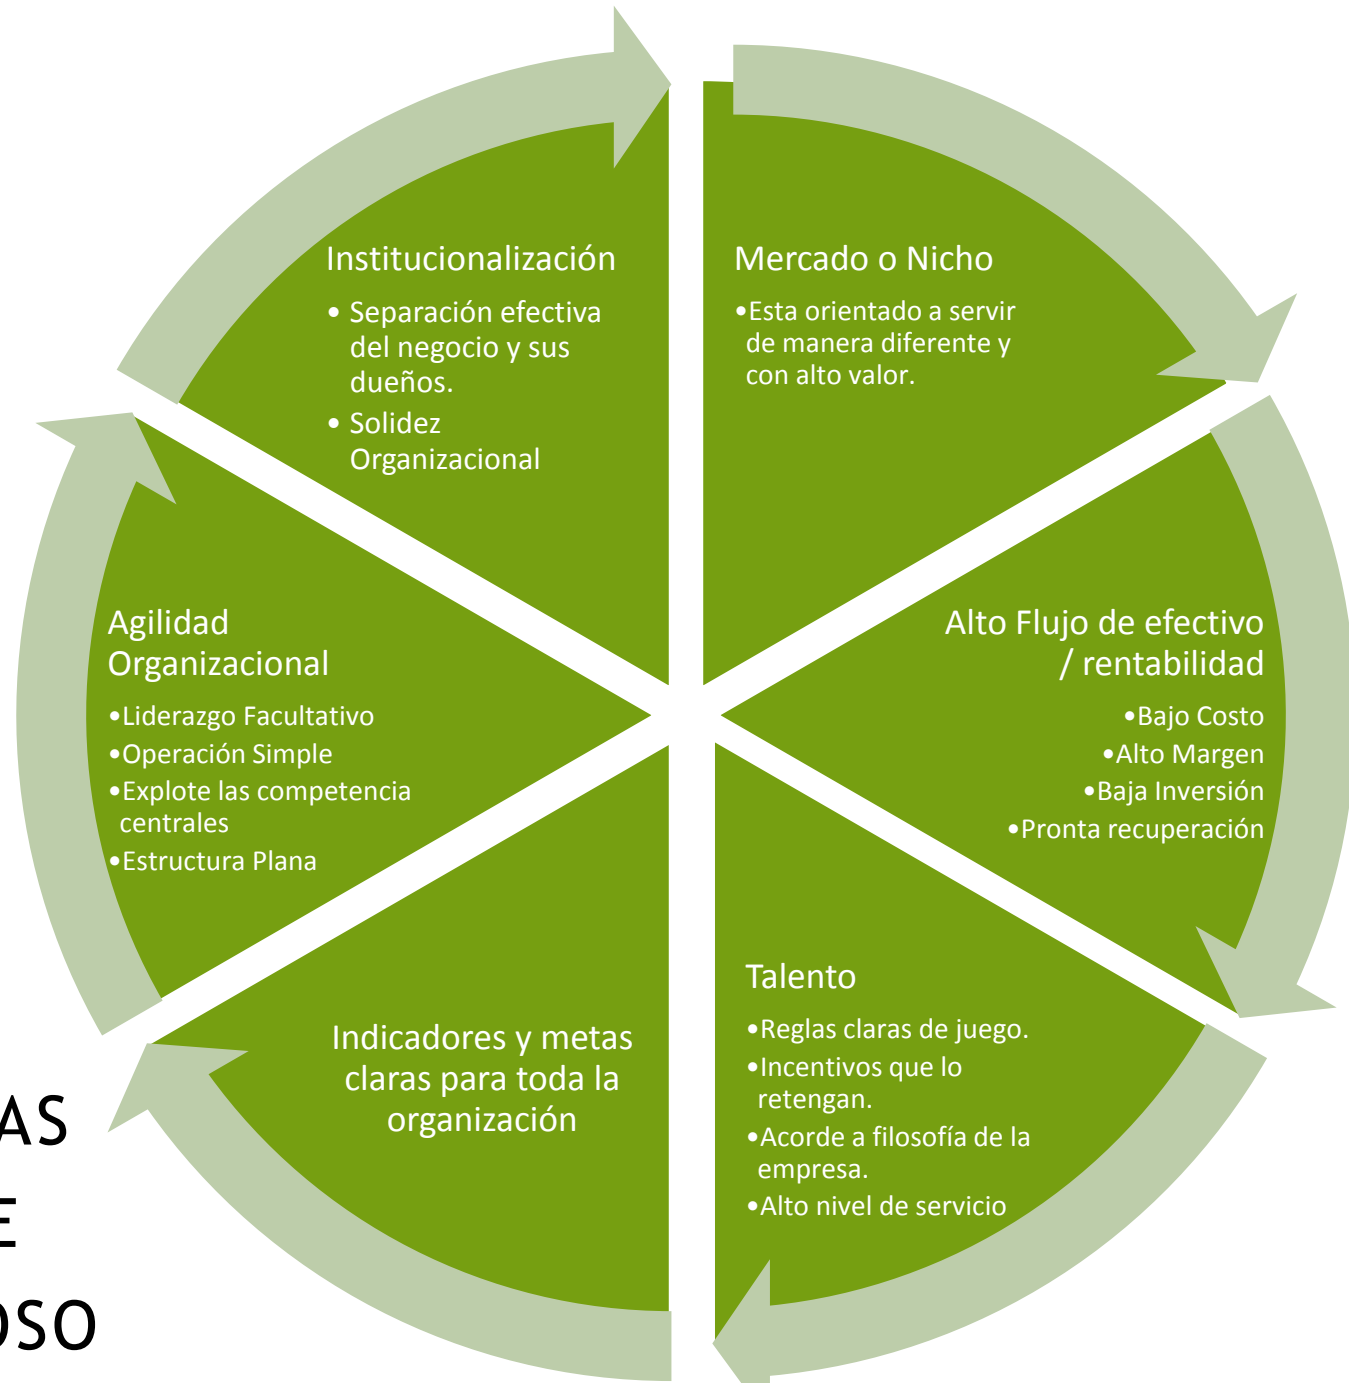 Institucionalización
• Separación efectiva
del negocio y sus
dueños.
• Solidez
Organizacional
Mercado o Nicho
•Esta orientado a servir
de manera diferente y
con alto valor.
Alto Flujo de efectivo
/ rentabilidad
•Bajo Costo
•Alto Margen
•Baja Inversión
•Pronta recuperación
Talento
•Reglas claras de juego.
•Incentivos que lo
retengan.
•Acorde a filosofía de la
empresa.
•Alto nivel de servicio
Indicadores y metas
claras para toda la
organización
Agilidad
Organizacional
•Liderazgo Facultativo
•Operación Simple
•Explote las competencia
centrales
•Estructura Plana
AS
E
OSO